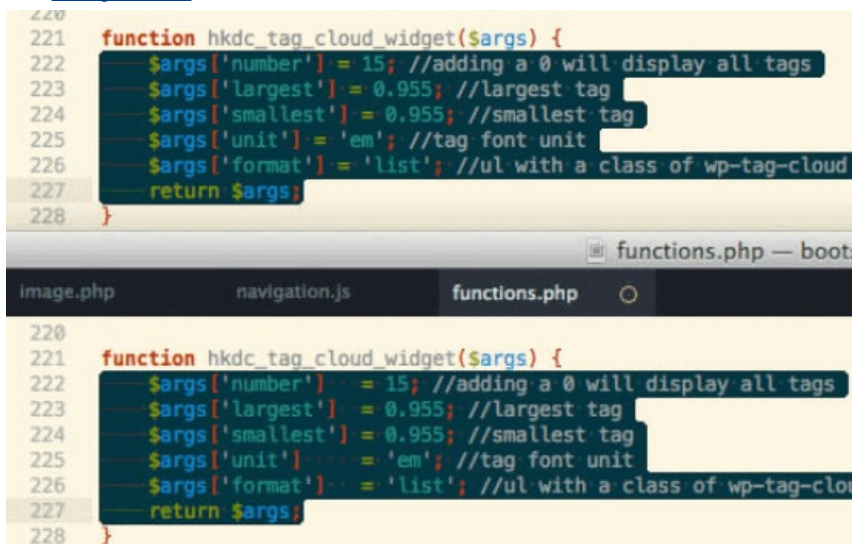 220
221 function hkdc_tag_cloud_widget($args) {
222 $args['number'] = 15; //adding a 0 will display all tags
223 $args['largest'] = 0.955; //largest tag
224 $args['smallest'] = 0.955; //smallest tag
225 $args['unit'] = 'em'; //tag font unit
226 $args['format'] = 'list'; //ul with a class of wp-tag-cloud
227 return $args;
228 }
functions.php — boots
image.php navigation.js functions.php
220
221 function hkdc_tag_cloud_widget($args) {
222 $args['number']   = 15; //adding a 0 will display all tags
223 $args['largest']  = 0.955; //largest tag
224 $args['smallest'] = 0.955; //smallest tag
225 $args['unit']     = 'em'; //tag font unit
226 $args['format']   = 'list'; //ul with a class of wp-tag-clou
227 return $args;
228 }